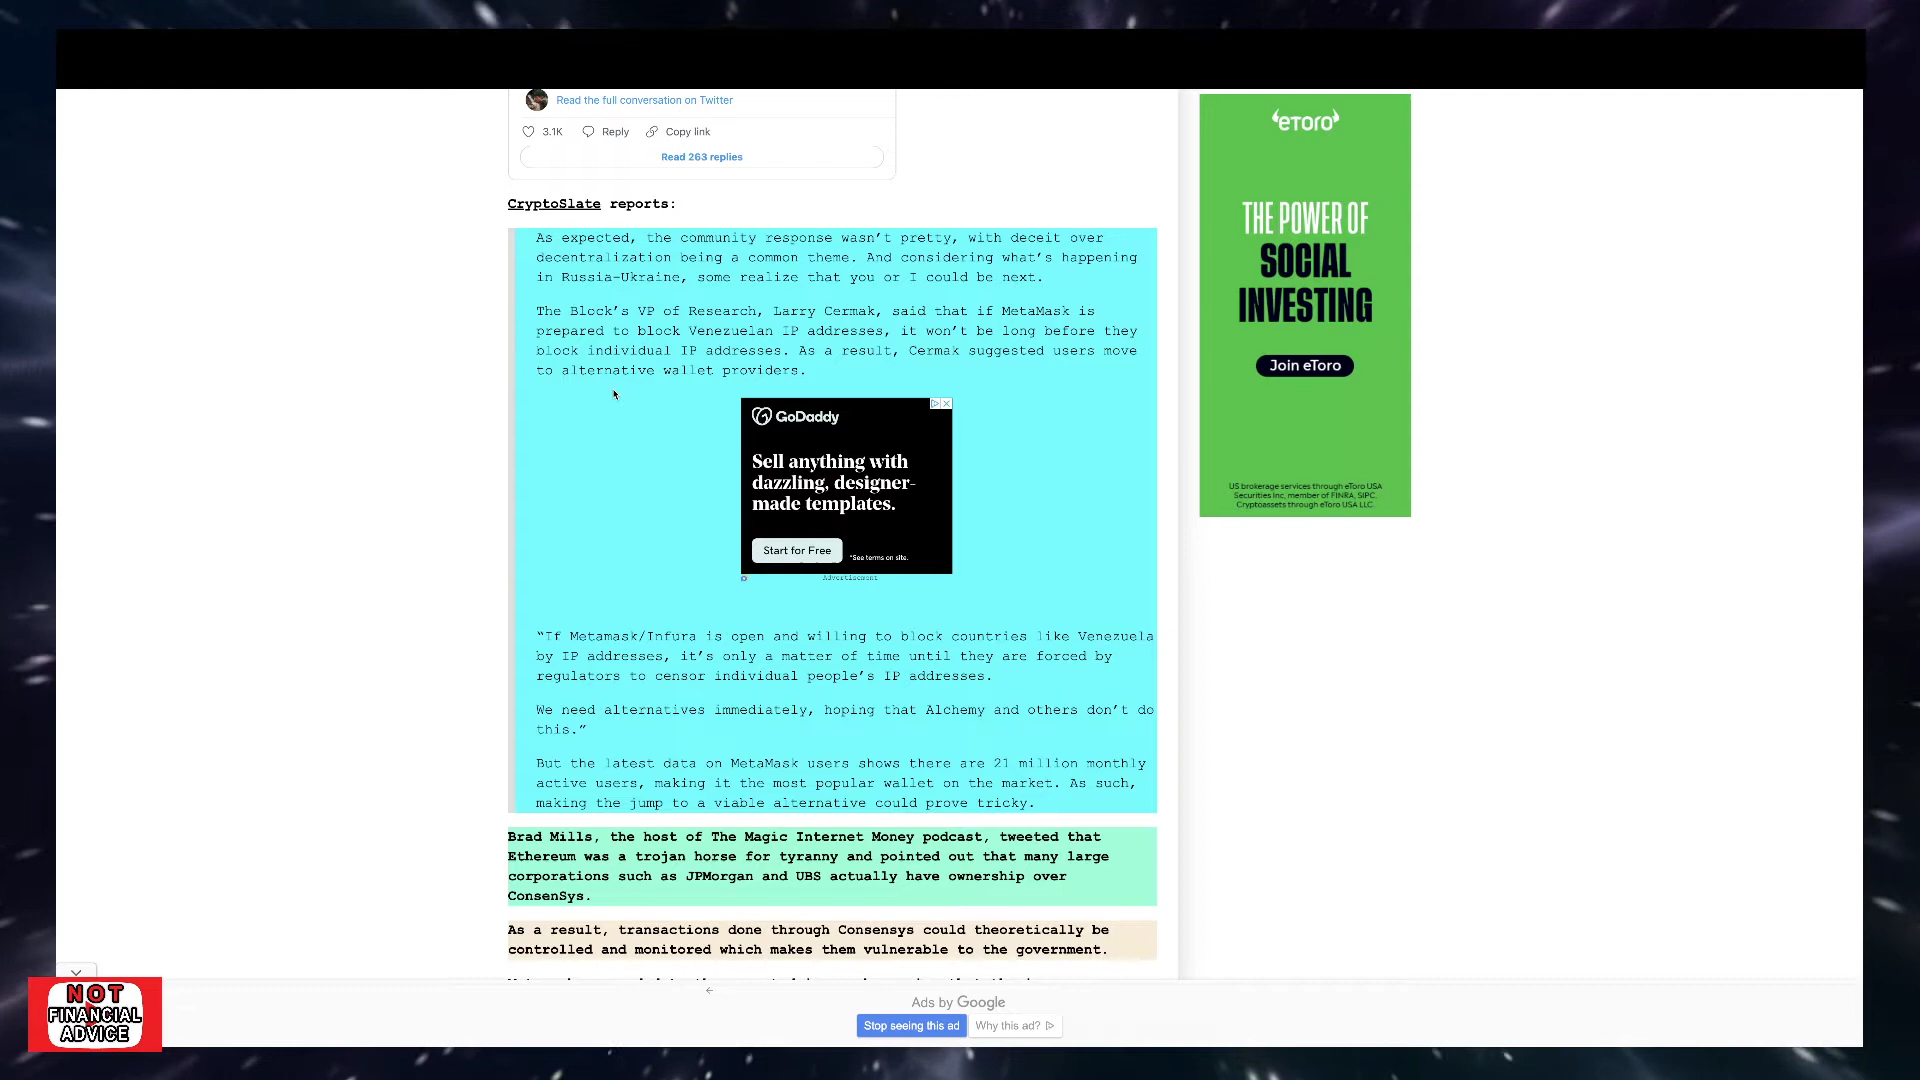 Read the full conversation on Twitter
3.1K Reply Copy link
Read 263 replies
CryptoSlate reports:
As expected, the community response wasn’t pretty, with deceit over
decentralization being a common theme. And considering what’s happening
in Russia-Ukraine, some realize that you or I could be next.
The Block’s VP of Research, Larry Cermak, said that if MetaMask is
prepared to block Venezuelan IP addresses, it won’t be long before they
block individual IP addresses. As a result, Cermak suggested users move
to alternative wallet providers.
GoDaddy
Sell anything with
dazzling, designer-
made templates.
Start for Free
*See terms on site.
Advertisement
“If Metamask/Infura is open and willing to block countries like Venezuela
by IP addresses, it’s only a matter of time until they are forced by
regulators to censor individual people’s IP addresses.
We need alternatives immediately, hoping that Alchemy and others don’t do
this.”
But the latest data on MetaMask users shows there are 21 million monthly
active users, making it the most popular wallet on the market. As such,
making the jump to a viable alternative could prove tricky.
Brad Mills, the host of The Magic Internet Money podcast, tweeted that
Ethereum was a trojan horse for tyranny and pointed out that many large
corporations such as JPMorgan and UBS actually have ownership over
ConsenSys.
As a result, transactions done through Consensys could theoretically be
controlled and monitored which makes them vulnerable to the government.
eToro
THE POWER OF
SOCIAL
INVESTING
Join eToro
US brokerage services through eToro USA
Securities Inc, member of FINRA, SIPC.
Cryptoassets through eToro USA LLC.
Ads by Google
Stop seeing this ad Why this ad?
NOT
FINANCIAL
ADVICE